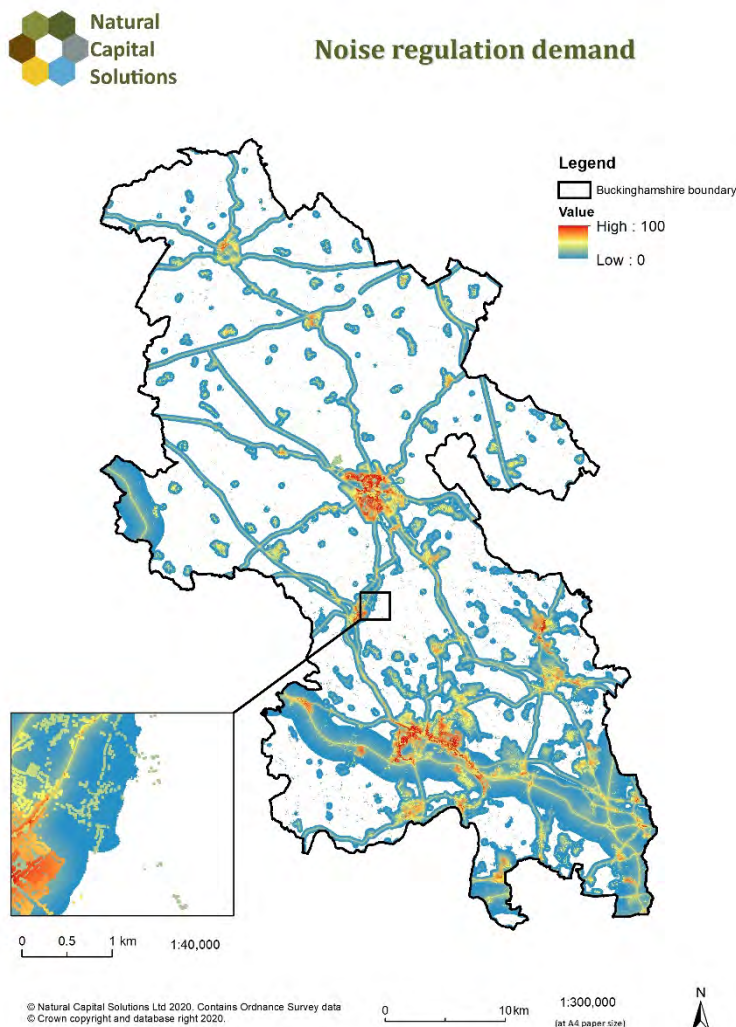 Natural
Capital
Solutions
Noise regulation demand
Legend
Buckinghamshire boundary
Value
High : 100
Low : 0
0 0.5 1 km 1:40,000
© Natural Capital Solutions Ltd 2020. Contains Ordnance Survey data
© Crown copyright and database right 2020.
0 10km
1:300,000
(at A4 paper size)
N